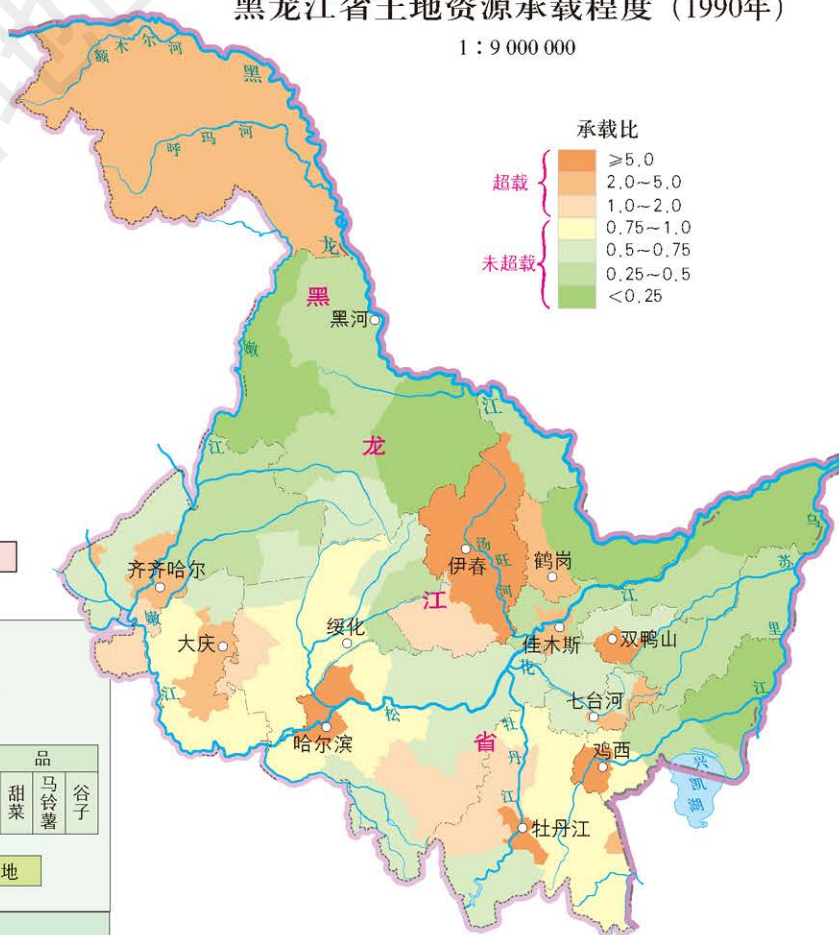 黑龙江省土地资源承载程度（1990年）
1：9 000 000
承载比
超载
≥5.0
2.0～5.0
1.0～2.0
未超载
0.75～1.0
0.5～0.75
0.25～0.5
<0.25
额木尔河
呼玛河
黑龙江
黑龙江省
黑河
嫩江
汤旺河
伊春
鹤岗
齐齐哈尔
嫩江
大庆
绥化
佳木斯
双鸭山
松花江
乌苏里江
七台河
哈尔滨
牡丹江
鸡西
兴凯湖
牡丹江
品
甜菜
马铃薯
谷子
地